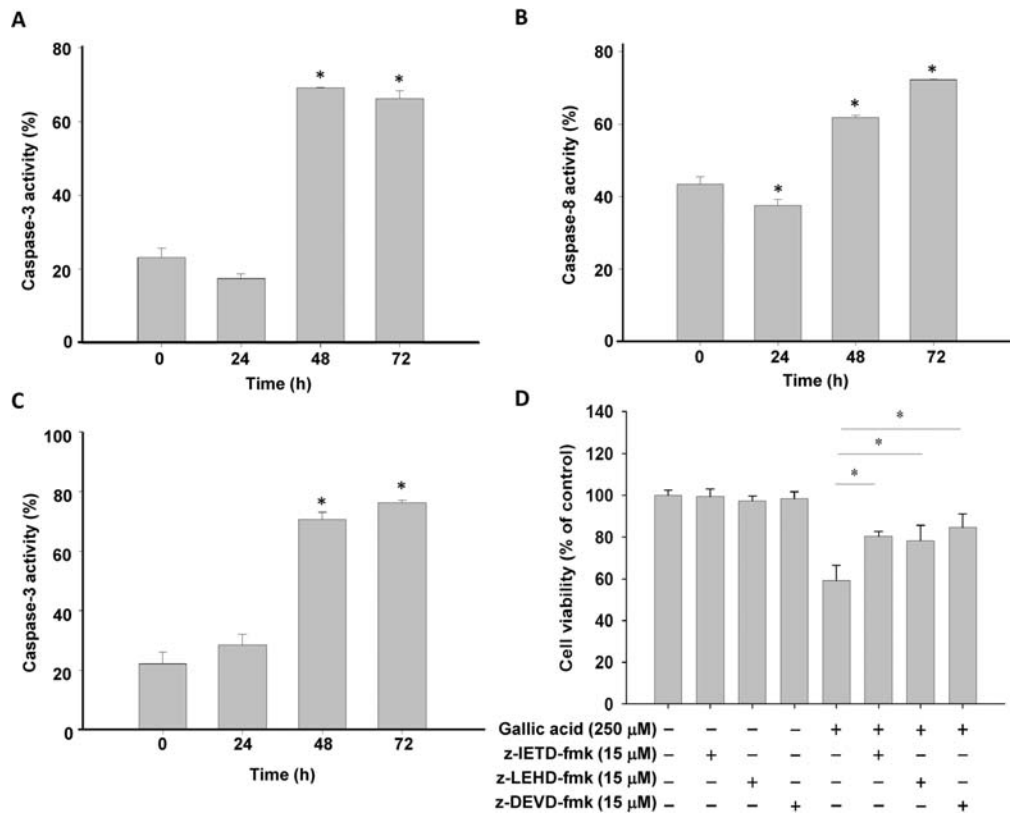 A
80
60
40
20
0
Caspase-3 activity (%)
* *
0 24 48 72
Time (h)
B
80
60
40
20
0
Caspase-8 activity (%)
* * *
0 24 48 72
Time (h)
C
100
80
60
40
20
0
Caspase-3 activity (%)
* *
0 24 48 72
Time (h)
D
140
120
100
80
60
40
20
0
Cell viability (% of control)
*
*
*
Gallic acid (250 μM) – – – – + + + +
z-IETD-fmk (15 μM) – + – – – + – –
z-LEHD-fmk (15 μM) – – + – – – + –
z-DEVD-fmk (15 μM) – – – + – – – +